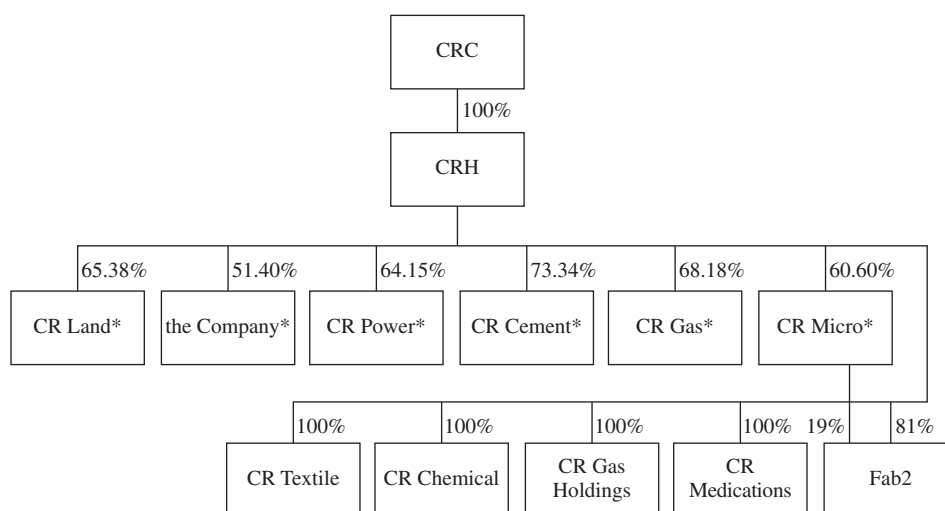 CRC
100%
CRH
65.38%
51.40%
64.15%
73.34%
68.18%
60.60%
CR Land*
the Company*
CR Power*
CR Cement*
CR Gas*
CR Micro*
100%
100%
100%
100%
19%
81%
CR Textile
CR Chemical
CR Gas
Holdings
CR
Medications
Fab2